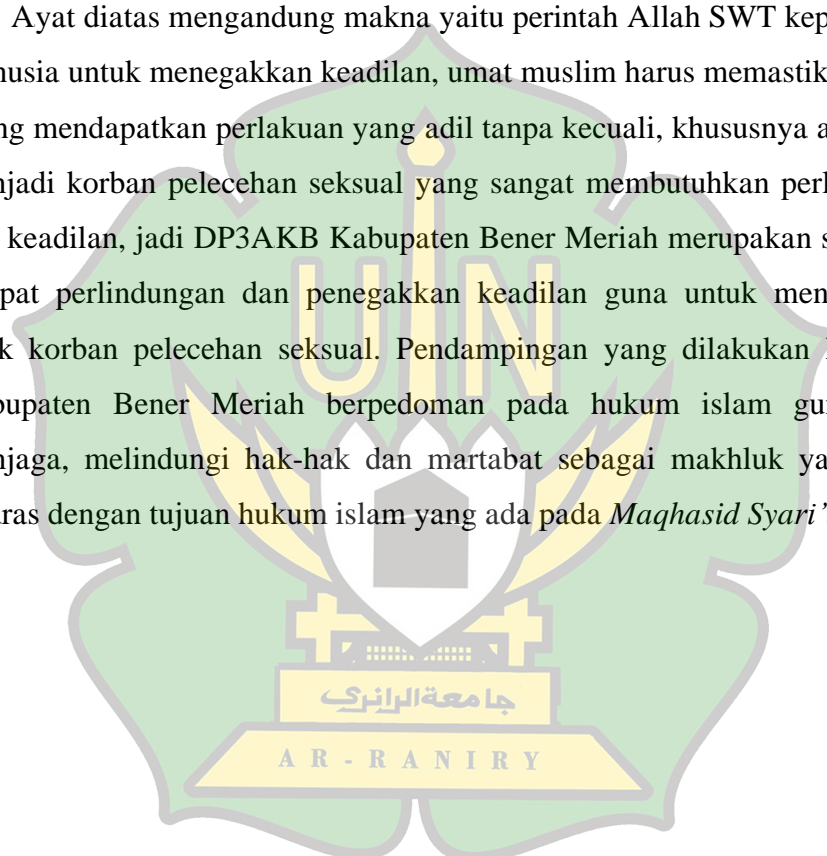 Ayat diatas mengandung makna yaitu perintah Allah SWT kep
nusia untuk menegakkan keadilan, umat muslim harus memastik
ng mendapatkan perlakuan yang adil tanpa kecuali, khususnya a
njadi korban pelecehan seksual yang sangat membutuhkan perl
keadilan, jadi DP3AKB Kabupaten Bener Meriah merupakan s
pat perlindungan dan penegakkan keadilan guna untuk men
k korban pelecehan seksual. Pendampingan yang dilakukan
bupaten Bener Meriah berpedoman pada hukum islam gu
njaga, melindungi hak-hak dan martabat sebagai makhluk ya
ras dengan tujuan hukum islam yang ada pada Maqhasid Syari’
UIN
جامعةالرانري
AR-RANIRY